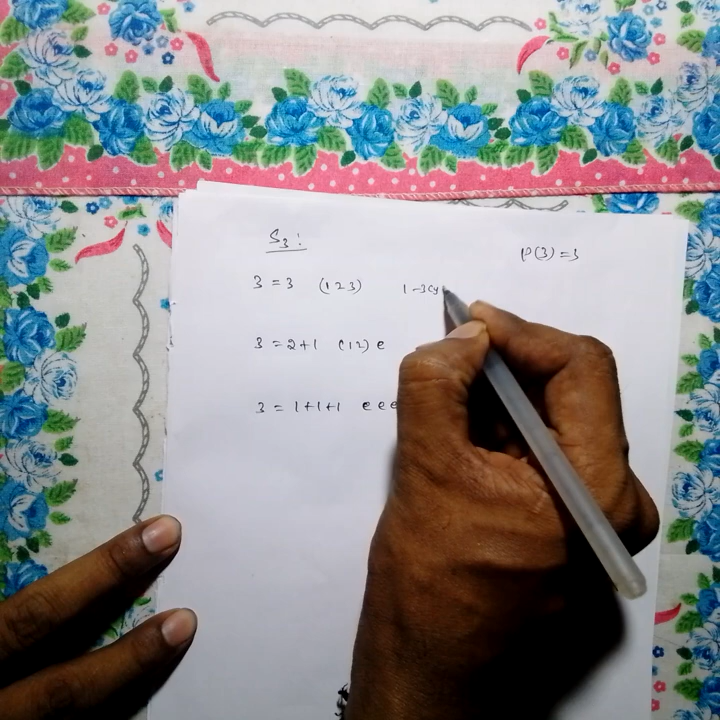 S₃:
P(3)=3
3 = 3 (1 2 3) 1-3cy
3 = 2+1 (1 2) e
3 = 1+1+1 e e e